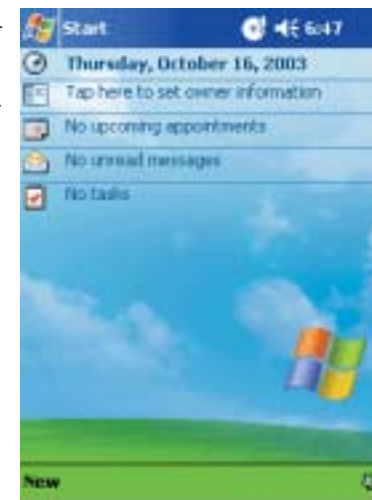 Start 6:47
Thursday, October 16, 2003
Tap here to set owner information
No upcoming appointments
No unread messages
No tasks
New